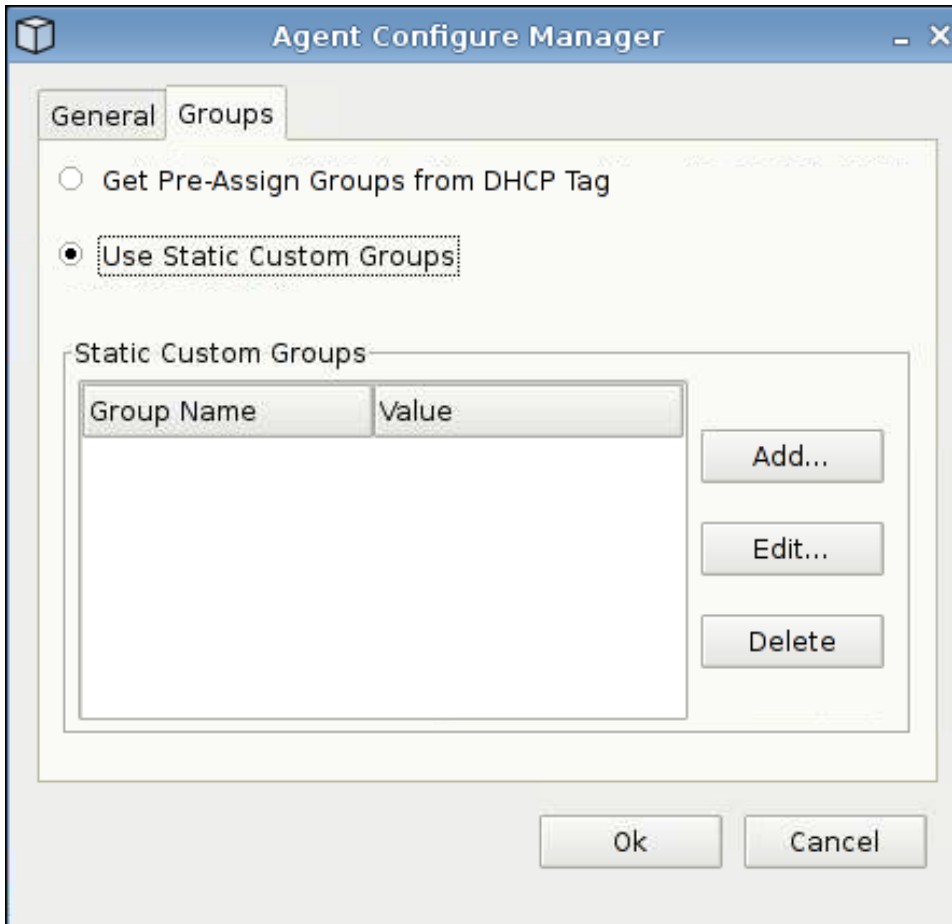 Agent Configure Manager
General Groups
Get Pre-Assign Groups from DHCP Tag
Use Static Custom Groups
Static Custom Groups
Group Name Value
Add...
Edit...
Delete
Ok Cancel